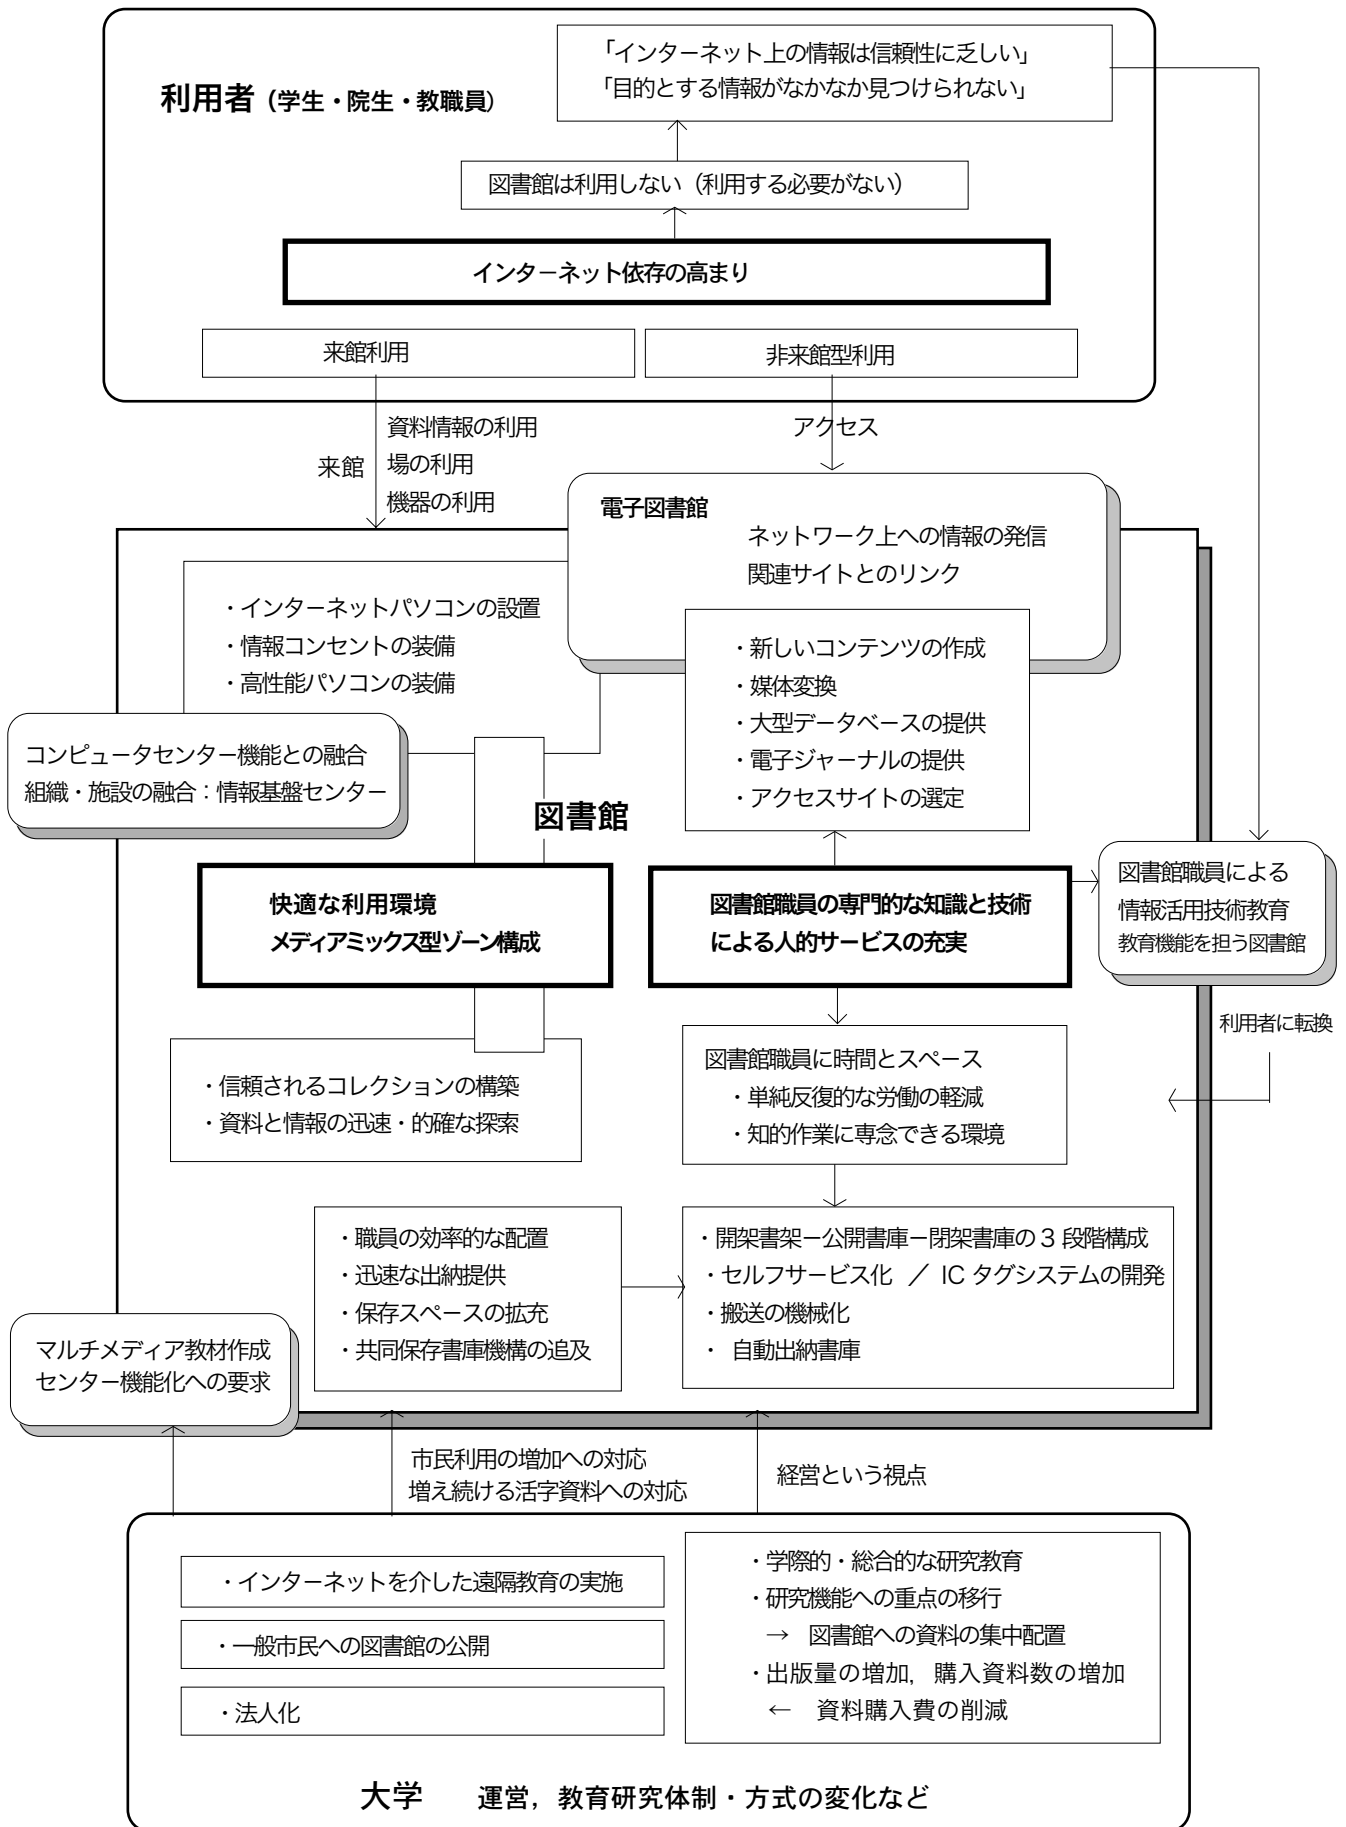 「インターネット上の情報は信頼性に乏しい」
「目的とする情報がなかなか見つけられない」
利用者（学生・院生・教職員）
図書館は利用しない（利用する必要がない）
インターネット依存の高まり
来館利用
非来館型利用
来館
資料情報の利用
場の利用
機器の利用
アクセス
電子図書館
ネットワーク上への情報の発信
関連サイトとのリンク
・インターネットパソコンの設置
・情報コンセントの装備
・高性能パソコンの装備
・新しいコンテンツの作成
・媒体変換
・大型データベースの提供
・電子ジャーナルの提供
・アクセスサイトの選定
コンピュータセンター機能との融合
組織・施設の融合：情報基盤センター
図書館
快適な利用環境
メディアミックス型ゾーン構成
図書館職員の専門的な知識と技術
による人的サービスの充実
図書館職員による
情報活用技術教育
教育機能を担う図書館
利用者に転換
・信頼されるコレクションの構築
・資料と情報の迅速・的確な探索
図書館職員に時間とスペース
・単純反復的な労働の軽減
・知的作業に専念できる環境
・職員の効率的な配置
・迅速な出納提供
・保存スペースの拡充
・共同保存書庫機構の追及
・開架書架－公開書庫－閉架書庫の３段階構成
・セルフサービス化 ／ IC タグシステムの開発
・搬送の機械化
・ 自動出納書庫
マルチメディア教材作成
センター機能化への要求
市民利用の増加への対応
増え続ける活字資料への対応
経営という視点
・インターネットを介した遠隔教育の実施
・一般市民への図書館の公開
・法人化
・学際的・総合的な研究教育
・研究機能への重点の移行
→ 図書館への資料の集中配置
・出版量の増加，購入資料数の増加
← 資料購入費の削減
大学 運営，教育研究体制・方式の変化など